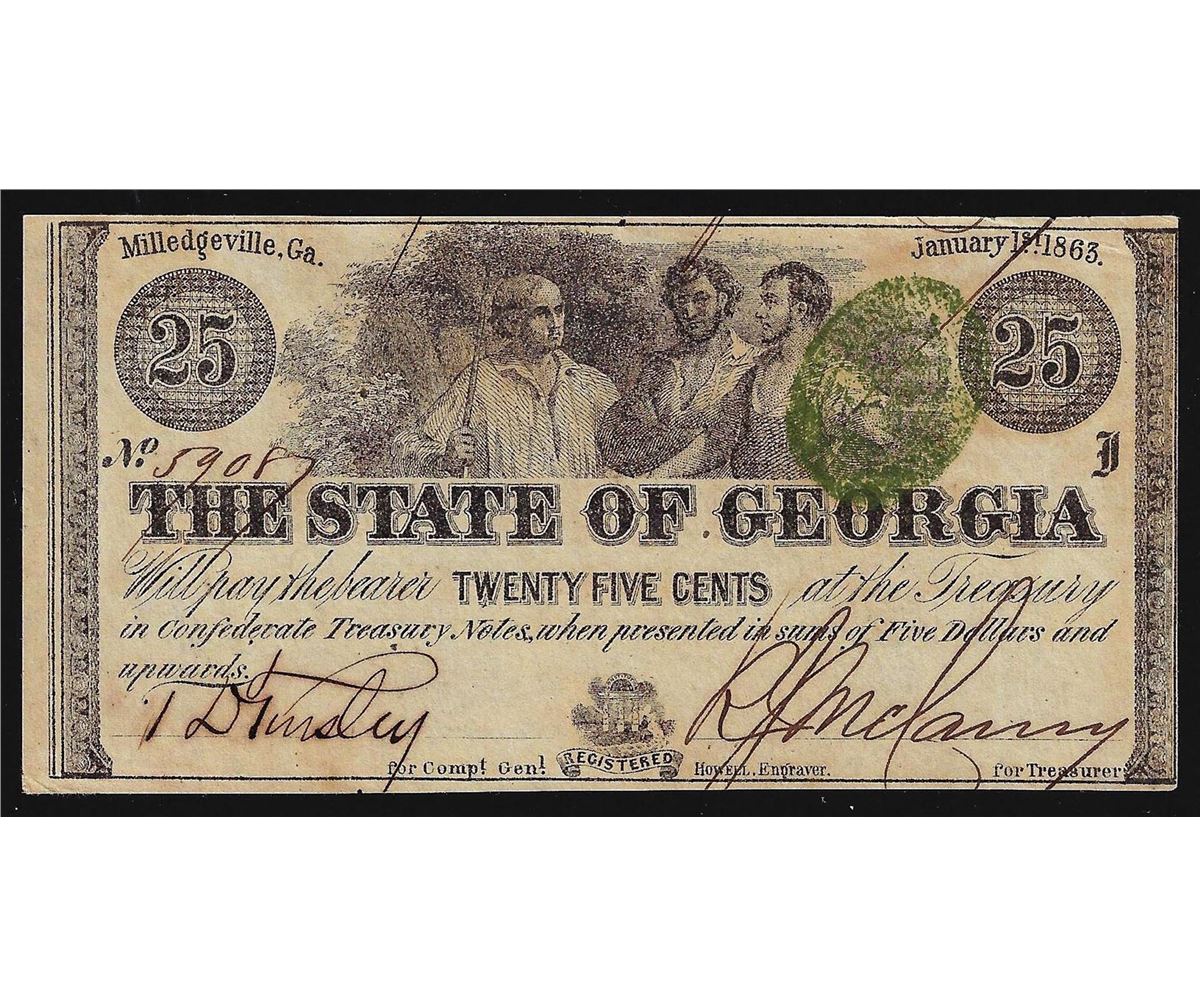 Milledgeville, Ga.
January 1st. 1863.
25
25
No. 59087
J
THE STATE OF GEORGIA
Will pay the bearer TWENTY FIVE CENTS at the Treasury
in Confederate Treasury Notes, when presented in sums of Five Dollars and
upwards.
T D Tinsley
for Compt. Genl.
REGISTERED
HOWELL, Engraver.
for Treasurer